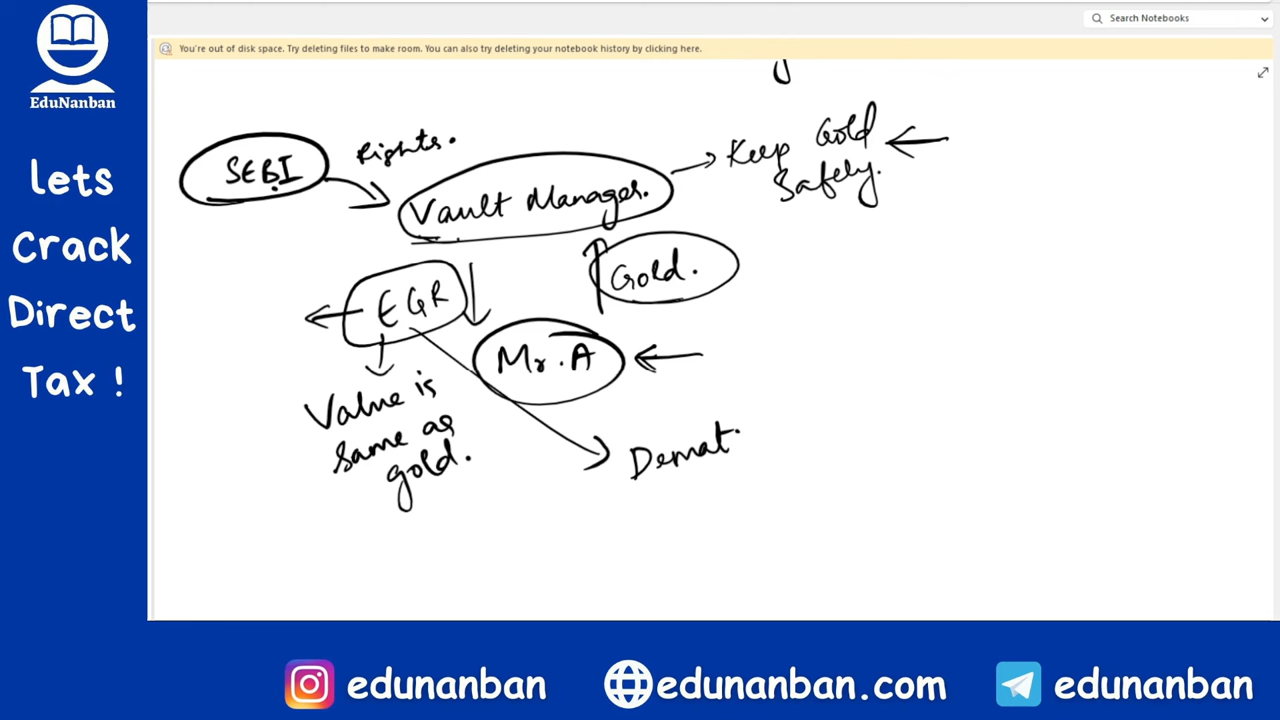 Search Notebooks
You're out of disk space. Try deleting files to make room. You can also try deleting your notebook history by clicking here.
EduNanban
lets
Crack
Direct
Tax !
SEBI
Rights.
Vault Manager.
Keep Gold
Safely.
EGR
Gold.
Mr. A
Value is
same as
gold.
Demat.
edunanban
edunanban.com
edunanban